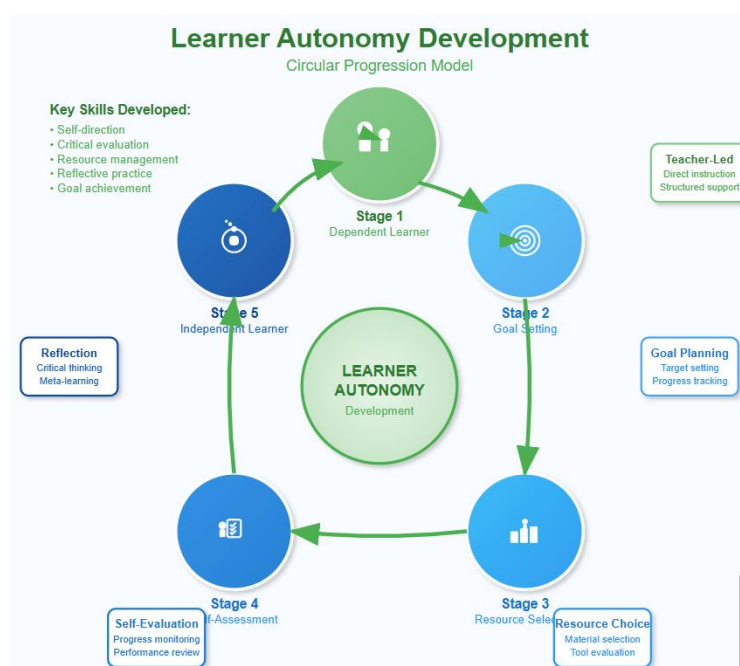 Learner Autonomy Development
Circular Progression Model
Key Skills Developed:
• Self-direction
• Critical evaluation
• Resource management
• Reflective practice
• Goal achievement
Stage 1
Dependent Learner
Teacher-Led
Direct instruction
Structured support
Stage 2
Goal Setting
Stage 5
Independent Learner
Reflection
Critical thinking
Meta-learning
LEARNER
AUTONOMY
Development
Goal Planning
Target setting
Progress tracking
Stage 4
-Assessment
Self-Evaluation
Progress monitoring
Performance review
Stage 3
Resource
Resource Choice
Material selection
Tool evaluation